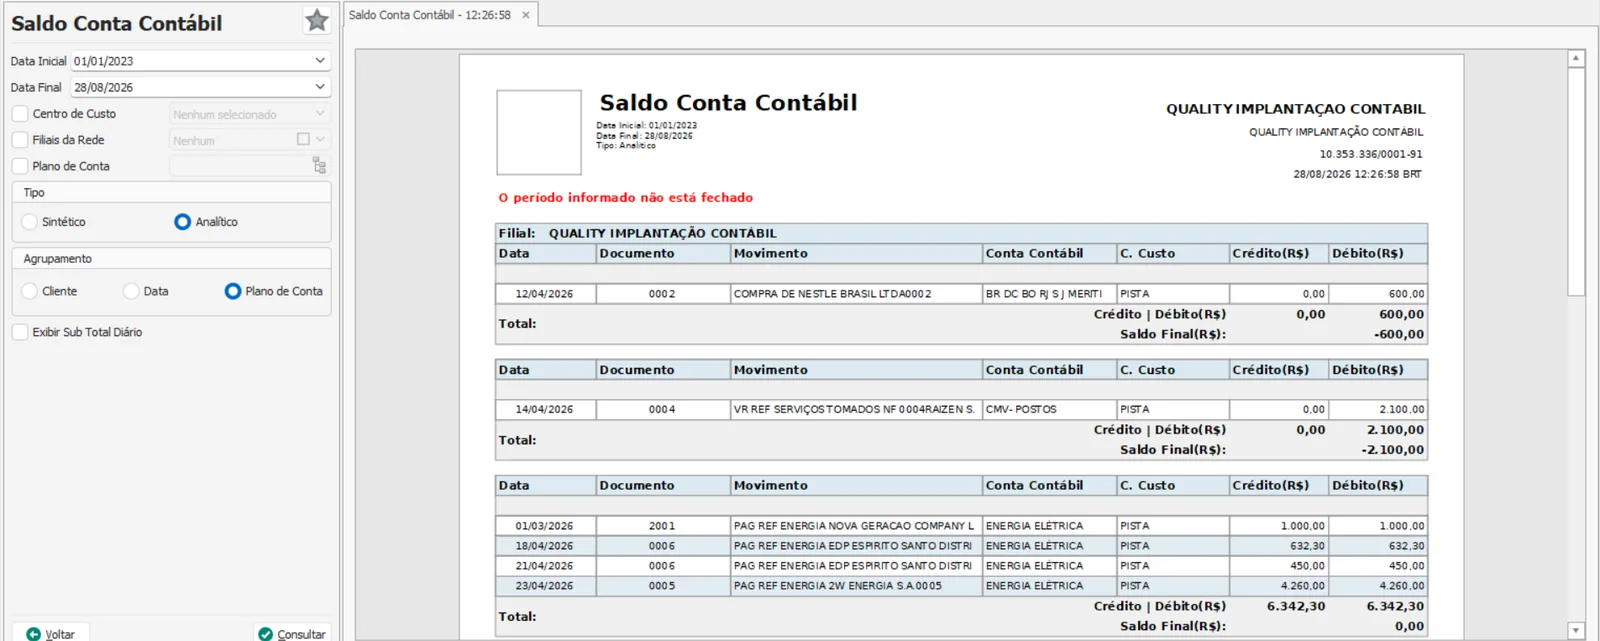 Saldo Conta Contábil
Data Inicial 01/01/2023
Data Final 28/08/2026
Centro de Custo Nenhum selecionado
Filiais da Rede Nenhum
Plano de Conta
Tipo
Sintético Analítico
Agrupamento
Cliente Data Plano de Conta
Exibir Sub Total Diário
Voltar Consultar
Saldo Conta Contábil - 12:26:58 ×
Saldo Conta Contábil
Data Inicial: 01/01/2023
Data Final: 28/08/2026
Tipo: Analítico
QUALITY IMPLANTAÇAO CONTABIL
QUALITY IMPLANTAÇÃO CONTÁBIL
10.353.336/0001-91
28/08/2026 12:26:58 BRT
O período informado não está fechado
Filial: QUALITY IMPLANTAÇÃO CONTÁBIL
Data Documento Movimento Conta Contábil C. Custo Crédito(R$) Débito(R$)
12/04/2026 0002 COMPRA DE NESTLE BRASIL LTDA0002 BR DC BO RJ S J MERITI PISTA 0,00 600,00
Crédito | Débito(R$) 0,00 600,00
Total:
Saldo Final(R$): -600,00
Data Documento Movimento Conta Contábil C. Custo Crédito(R$) Débito(R$)
14/04/2026 0004 VR REF SERVIÇOS TOMADOS NF 0004RAIZEN S. CMV- POSTOS PISTA 0,00 2.100,00
Crédito | Débito(R$) 0,00 2.100,00
Total:
Saldo Final(R$): -2.100,00
Data Documento Movimento Conta Contábil C. Custo Crédito(R$) Débito(R$)
01/03/2026 2001 PAG REF ENERGIA NOVA GERACAO COMPANY L ENERGIA ELÉTRICA PISTA 1.000,00 1.000,00
18/04/2026 0006 PAG REF ENERGIA EDP ESPIRITO SANTO DISTRI ENERGIA ELÉTRICA PISTA 632,30 632,30
21/04/2026 0006 PAG REF ENERGIA EDP ESPIRITO SANTO DISTRI ENERGIA ELÉTRICA PISTA 450,00 450,00
23/04/2026 0005 PAG REF ENERGIA 2W ENERGIA S.A.0005 ENERGIA ELÉTRICA PISTA 4.260,00 4.260,00
Crédito | Débito(R$) 6.342,30 6.342,30
Total:
Saldo Final(R$): 0,00